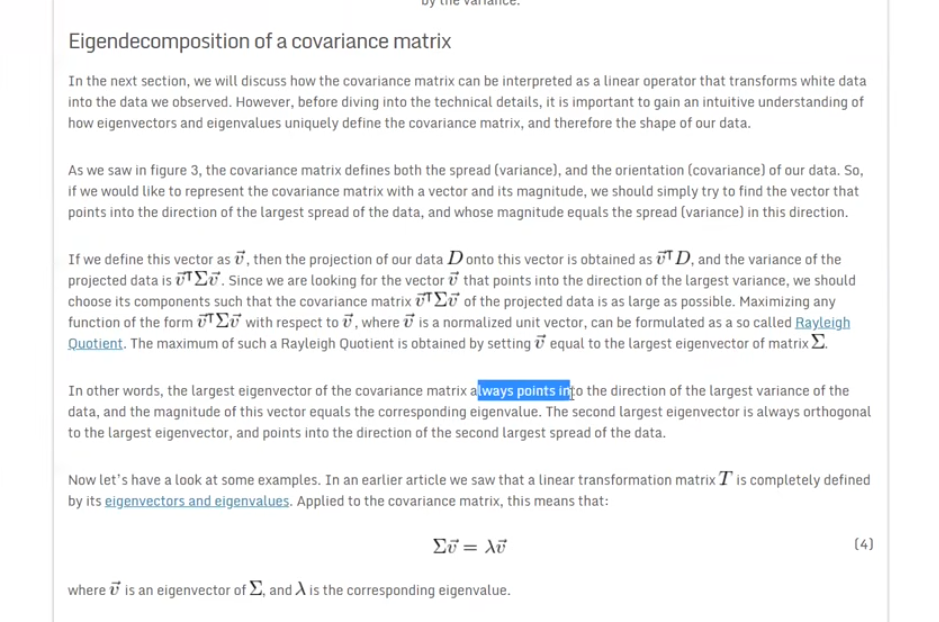 by the variance.
Eigendecomposition of a covariance matrix
In the next section, we will discuss how the covariance matrix can be interpreted as a linear operator that transforms white data
into the data we observed. However, before diving into the technical details, it is important to gain an intuitive understanding of
how eigenvectors and eigenvalues uniquely define the covariance matrix, and therefore the shape of our data.
As we saw in figure 3, the covariance matrix defines both the spread (variance), and the orientation (covariance) of our data. So,
if we would like to represent the covariance matrix with a vector and its magnitude, we should simply try to find the vector that
points into the direction of the largest spread of the data, and whose magnitude equals the spread (variance) in this direction.
If we define this vector as v⃗, then the projection of our data D onto this vector is obtained as v⃗ᵀD, and the variance of the
projected data is v⃗ᵀΣv⃗. Since we are looking for the vector v⃗ that points into the direction of the largest variance, we should
choose its components such that the covariance matrix v⃗ᵀΣv⃗ of the projected data is as large as possible. Maximizing any
function of the form v⃗ᵀΣv⃗ with respect to v⃗, where v⃗ is a normalized unit vector, can be formulated as a so called Rayleigh
Quotient. The maximum of such a Rayleigh Quotient is obtained by setting v⃗ equal to the largest eigenvector of matrix Σ.
In other words, the largest eigenvector of the covariance matrix always points into the direction of the largest variance of the
data, and the magnitude of this vector equals the corresponding eigenvalue. The second largest eigenvector is always orthogonal
to the largest eigenvector, and points into the direction of the second largest spread of the data.
Now let's have a look at some examples. In an earlier article we saw that a linear transformation matrix T is completely defined
by its eigenvectors and eigenvalues. Applied to the covariance matrix, this means that:
Σv⃗ = λv⃗ (4)
where v⃗ is an eigenvector of Σ, and λ is the corresponding eigenvalue.